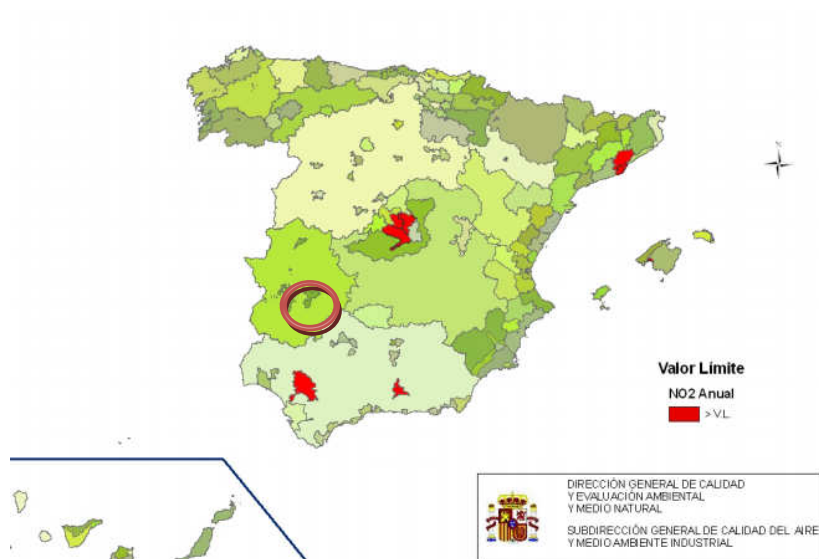 Valor Límite
NO2 Anual
> V.L.
DIRECCIÓN GENERAL DE CALIDAD
Y EVALUACIÓN AMBIENTAL
Y MEDIO NATURAL
SUBDIRECCIÓN GENERAL DE CALIDAD DEL AIRE
Y MEDIO AMBIENTE INDUSTRIAL